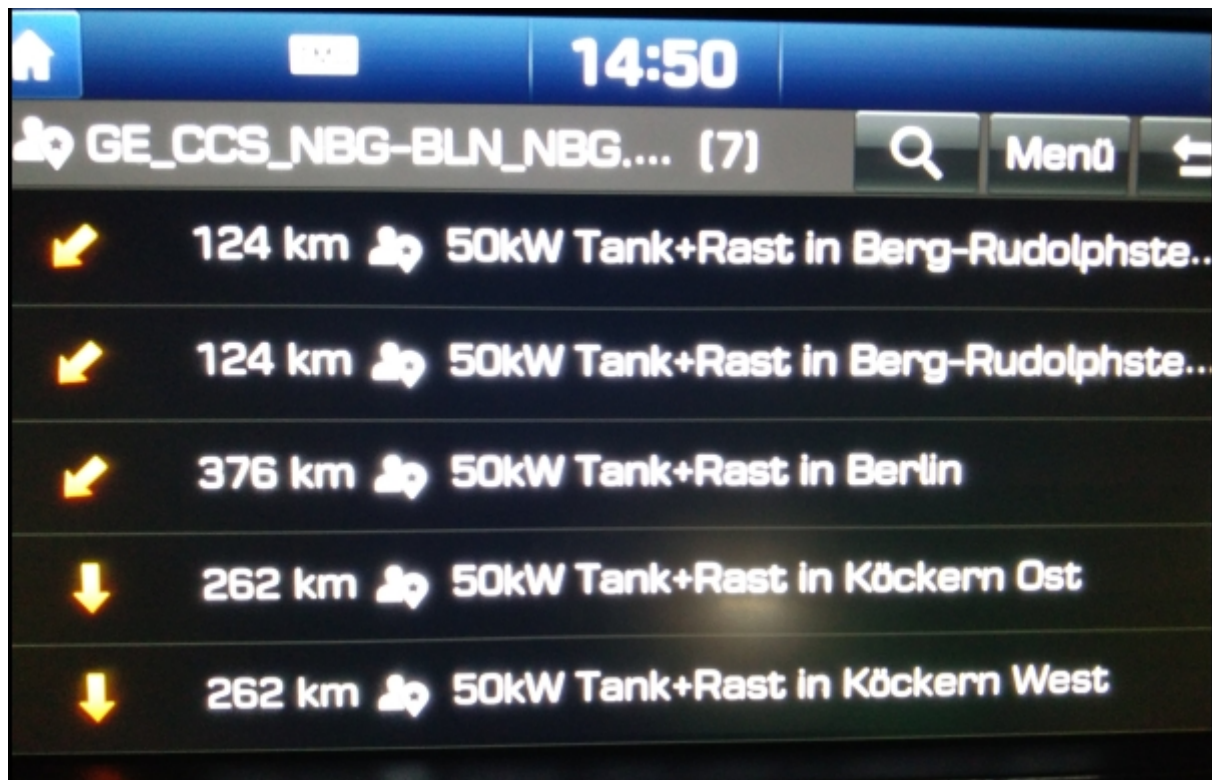 14:50
GE_CCS_NBG-BLN_NBG.... (7) Menü
124 km 50kW Tank+Rast in Berg-Rudolphste...
124 km 50kW Tank+Rast in Berg-Rudolphste...
376 km 50kW Tank+Rast in Berlin
262 km 50kW Tank+Rast in Köckern Ost
262 km 50kW Tank+Rast in Köckern West